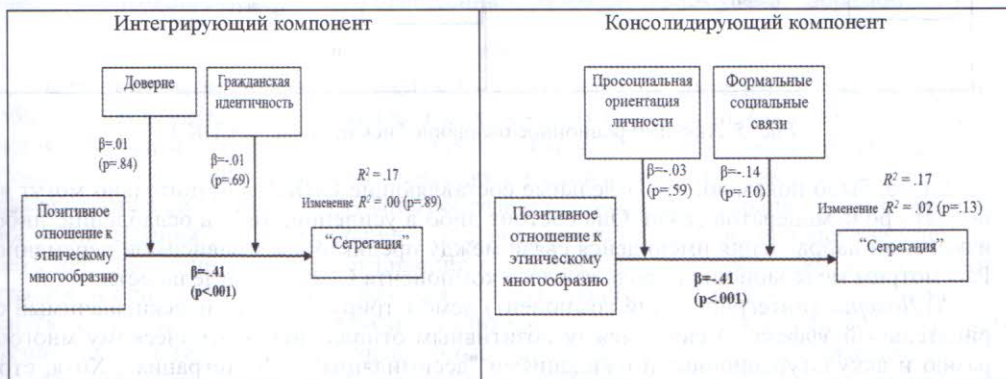 Интегрирующий компонент
Доверие
Гражданская
идентичность
β=.01
(p=.84)
β=-.01
(p=.69)
R² = .17
Изменение R² = .00 (p=.89)
Позитивное
отношение к
этническому
многообразию
"Сегрегация"
β=-.41
(p<.001)
Консолидирующий компонент
Просоциальная
ориентация
личности
Формальные
социальные
связи
β=-.03
(p=.59)
β=-.14
(p=.10)
R² = .17
Изменение R² = .02 (p=.13)
Позитивное
отношение к
этническому
многообразию
"Сегрегация"
β=-.41
(p<.001)